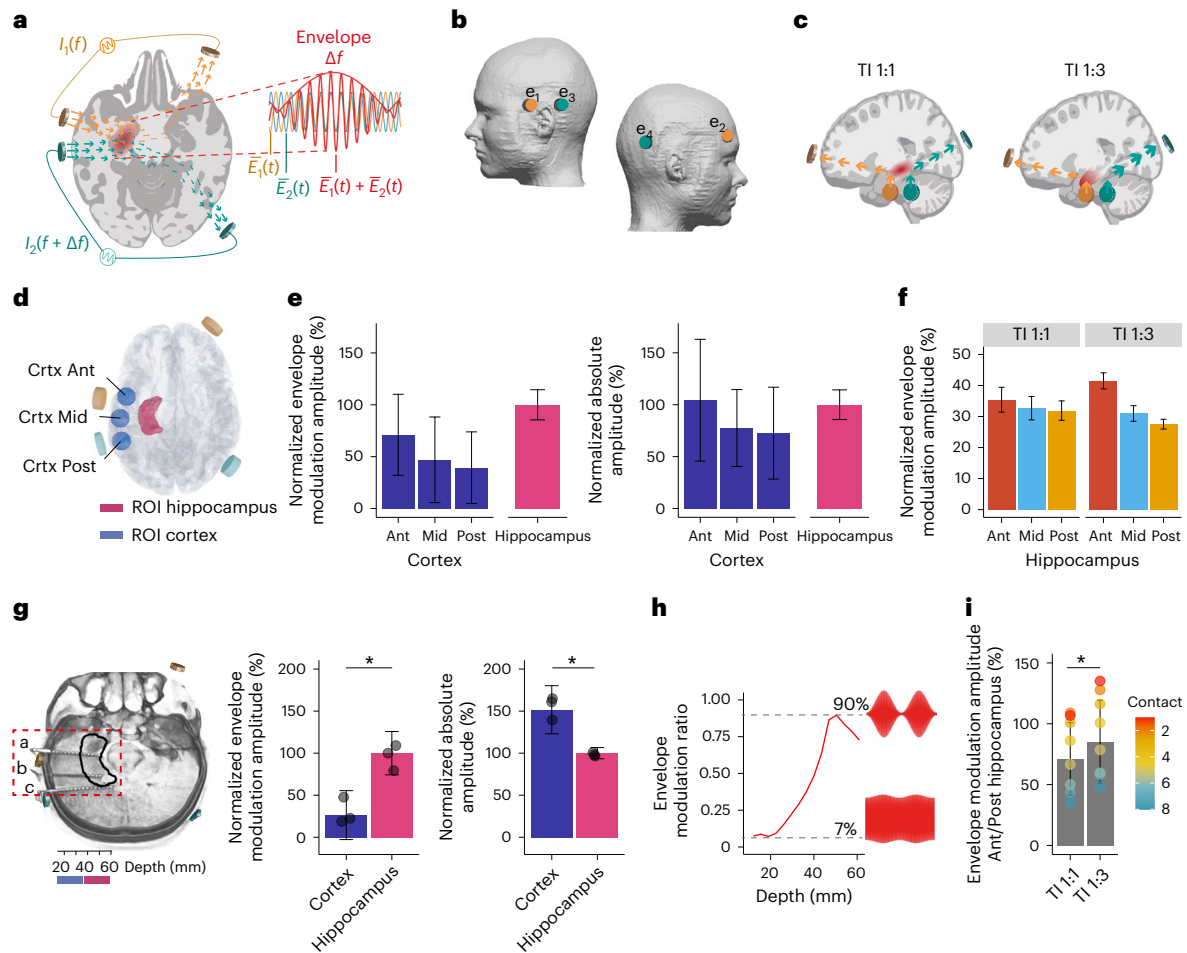 a
I1(f)
Envelope
Δf
E̅1(t)
E̅2(t)
E̅1(t) + E̅2(t)
I2(f + Δf)
b
e1
e3
e4
e2
c
TI 1:1
TI 1:3
d
Crtx Ant
Crtx Mid
Crtx Post
ROI hippocampus
ROI cortex
e
Normalized envelope
modulation amplitude (%)
150
100
50
0
Ant
Mid
Post
Hippocampus
Cortex
Normalized absolute
amplitude (%)
150
100
50
0
Ant
Mid
Post
Hippocampus
Cortex
f
Normalized envelope
modulation amplitude (%)
TI 1:1
TI 1:3
50
40
30
20
10
0
Ant
Mid
Post
Ant
Mid
Post
Hippocampus
g
a
b
c
20 40 60
Depth (mm)
Normalized envelope
modulation amplitude (%)
200
150
100
50
0
*
Cortex
Hippocampus
Normalized absolute
amplitude (%)
200
150
100
50
0
*
Cortex
Hippocampus
h
Envelope
modulation ratio
1.00
0.75
0.50
0.25
0
90%
7%
20
40
60
Depth (mm)
i
Envelope modulation amplitude
Ant/Post hippocampus (%)
150
100
50
0
*
TI 1:1
TI 1:3
Contact
2
4
6
8